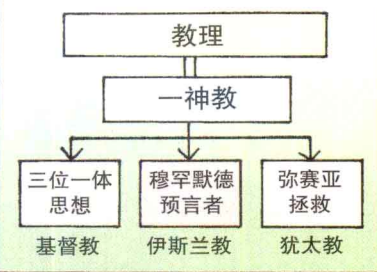 教理
一神教
三位一体
思想
穆罕默德
预言者
弥赛亚
拯救
基督教
伊斯兰教
犹太教